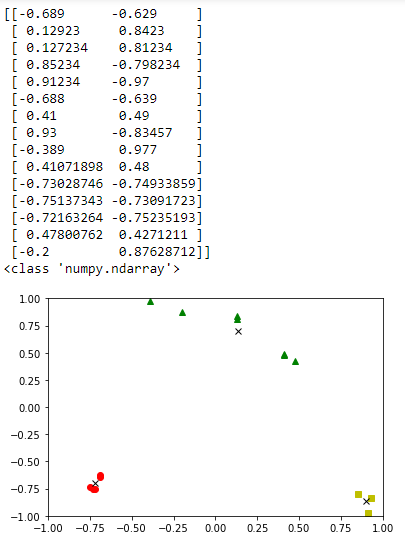 [[-0.689      -0.629     ]
 [ 0.12923     0.8423    ]
 [ 0.127234    0.81234   ]
 [ 0.85234    -0.798234  ]
 [ 0.91234    -0.97      ]
 [-0.688      -0.639     ]
 [ 0.41        0.49      ]
 [ 0.93       -0.83457   ]
 [-0.389       0.977     ]
 [ 0.41071898  0.48      ]
 [-0.73028746 -0.74933859]
 [-0.75137343 -0.73091723]
 [-0.72163264 -0.75235193]
 [ 0.47800762  0.4271211 ]
 [-0.2         0.87628712]]
<class 'numpy.ndarray'>
1.00
0.75
0.50
0.25
0.00
−0.25
−0.50
−0.75
−1.00
−1.00 −0.75 −0.50 −0.25 0.00 0.25 0.50 0.75 1.00